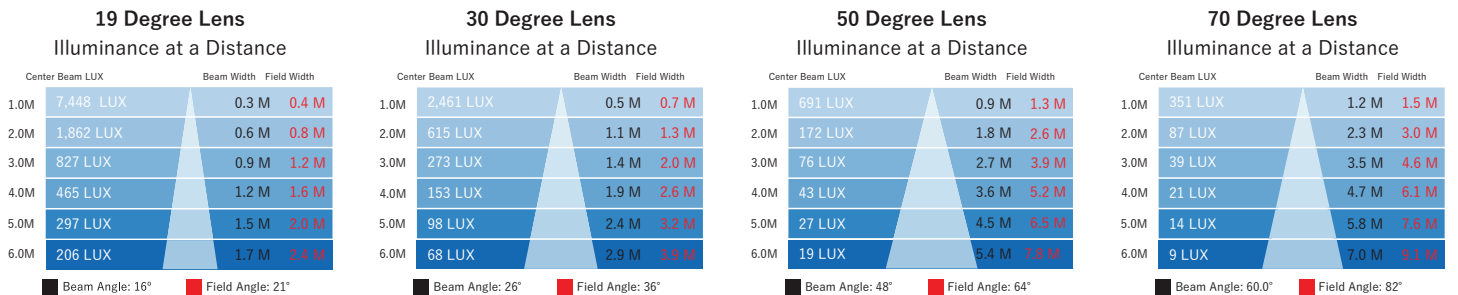 19 Degree Lens
Illuminance at a Distance
Center Beam LUX Beam Width Field Width
1.0M 7,448 LUX 0.3 M 0.4 M
2.0M 1,862 LUX 0.6 M 0.8 M
3.0M 827 LUX 0.9 M 1.2 M
4.0M 465 LUX 1.2 M 1.6 M
5.0M 297 LUX 1.5 M 2.0 M
6.0M 206 LUX 1.7 M 2.4 M
Beam Angle: 16° Field Angle: 21°
30 Degree Lens
Illuminance at a Distance
Center Beam LUX Beam Width Field Width
1.0M 2,461 LUX 0.5 M 0.7 M
2.0M 615 LUX 1.1 M 1.3 M
3.0M 273 LUX 1.4 M 2.0 M
4.0M 153 LUX 1.9 M 2.6 M
5.0M 98 LUX 2.4 M 3.2 M
6.0M 68 LUX 2.9 M 3.9 M
Beam Angle: 26° Field Angle: 36°
50 Degree Lens
Illuminance at a Distance
Center Beam LUX Beam Width Field Width
1.0M 691 LUX 0.9 M 1.3 M
2.0M 172 LUX 1.8 M 2.6 M
3.0M 76 LUX 2.7 M 3.9 M
4.0M 43 LUX 3.6 M 5.2 M
5.0M 27 LUX 4.5 M 6.5 M
6.0M 19 LUX 5.4 M 7.8 M
Beam Angle: 48° Field Angle: 64°
70 Degree Lens
Illuminance at a Distance
Center Beam LUX Beam Width Field Width
1.0M 351 LUX 1.2 M 1.5 M
2.0M 87 LUX 2.3 M 3.0 M
3.0M 39 LUX 3.5 M 4.6 M
4.0M 21 LUX 4.7 M 6.1 M
5.0M 14 LUX 5.8 M 7.6 M
6.0M 9 LUX 7.0 M 9.1 M
Beam Angle: 60.0° Field Angle: 82°